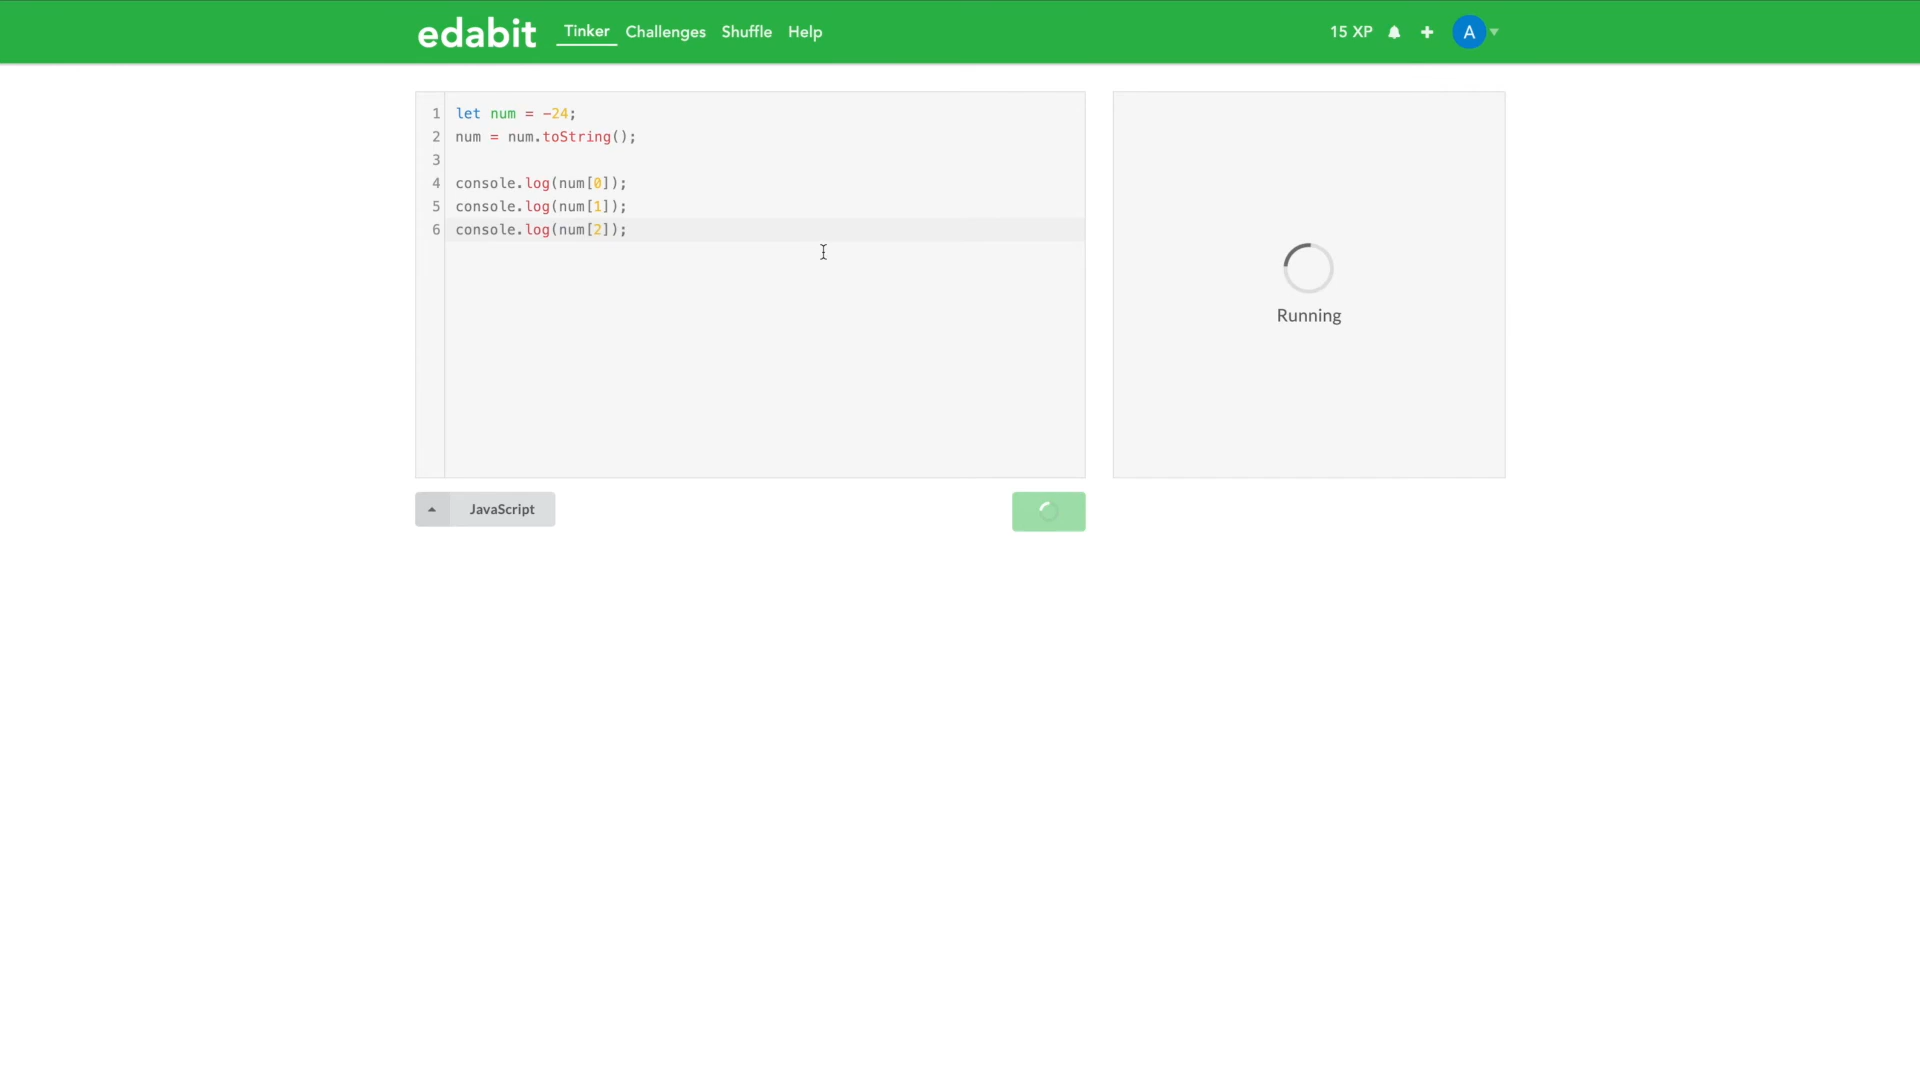 edabit Tinker Challenges Shuffle Help 15 XP A
1 let num = -24;
2 num = num.toString();
3
4 console.log(num[0]);
5 console.log(num[1]);
6 console.log(num[2]);
Running
JavaScript